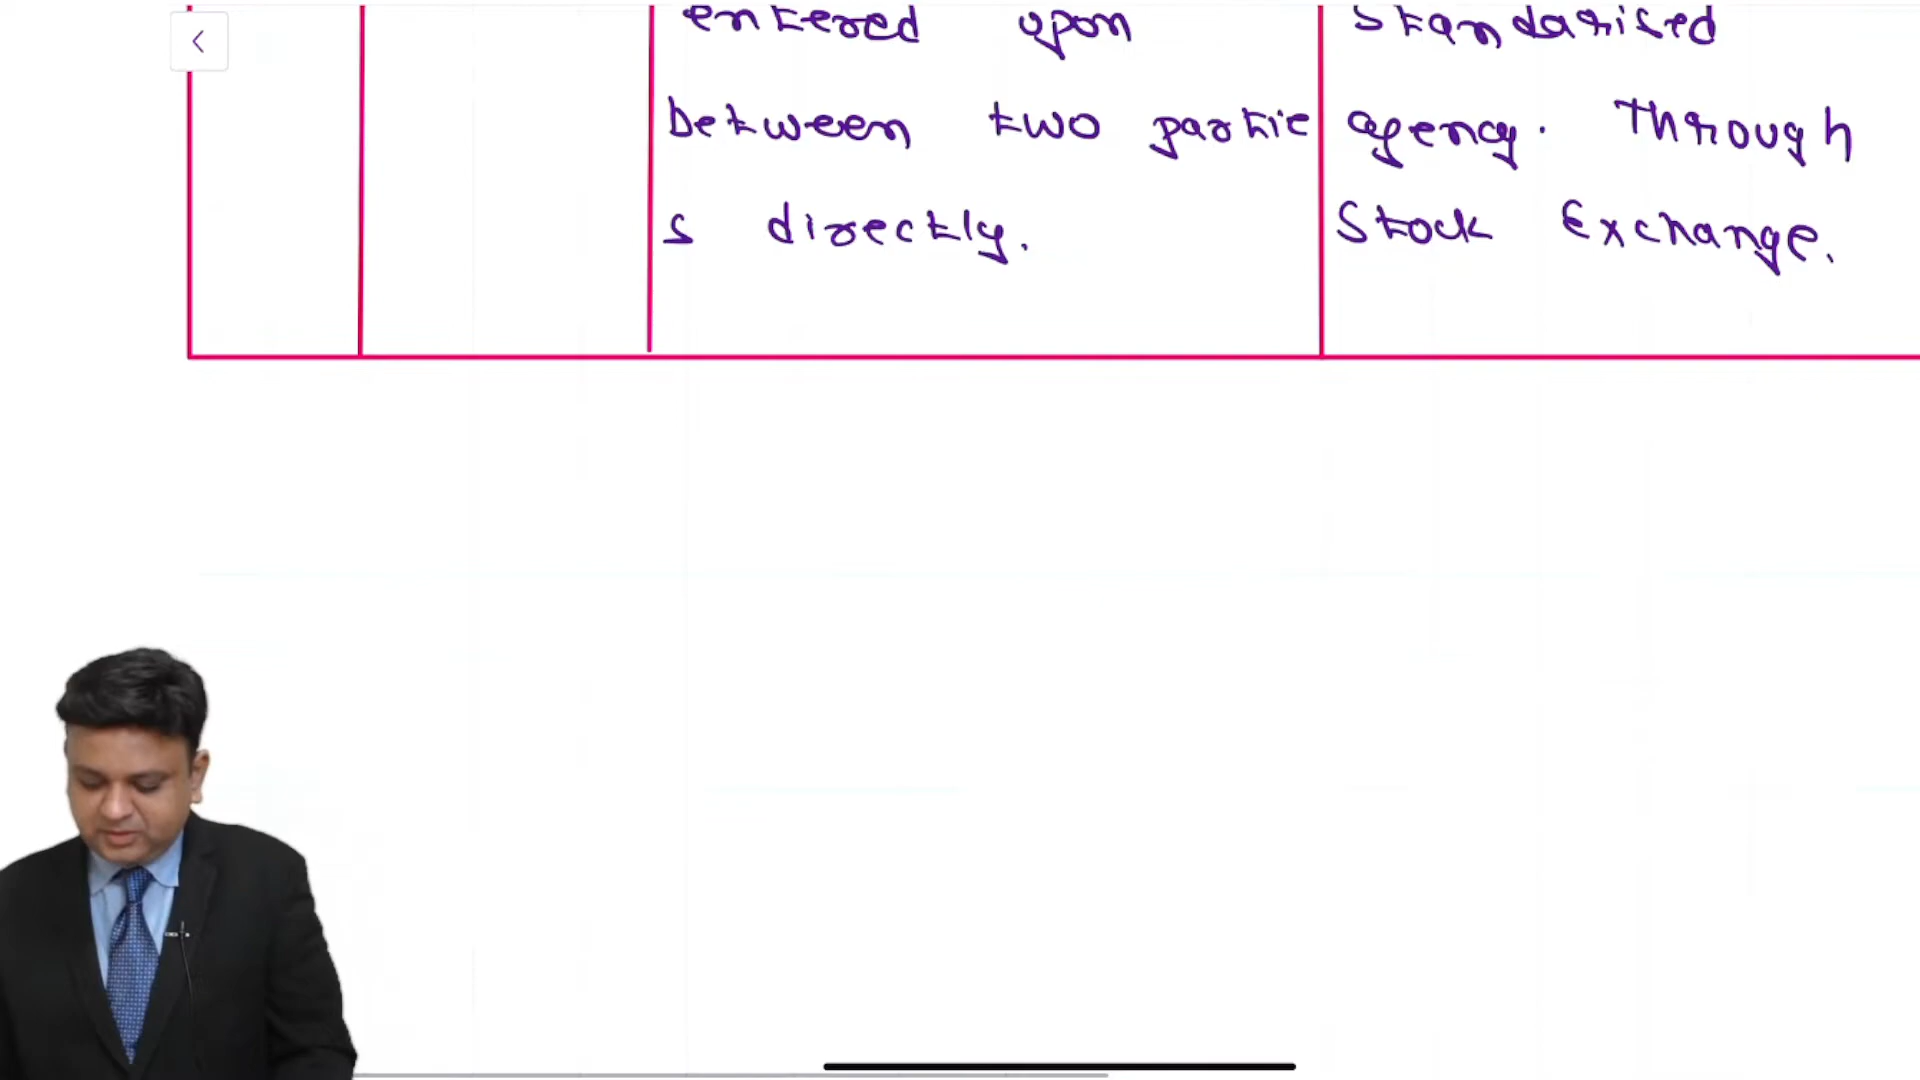 entered upon
between two partie
s directly.
standarised
agency. Through
Stock Exchange.